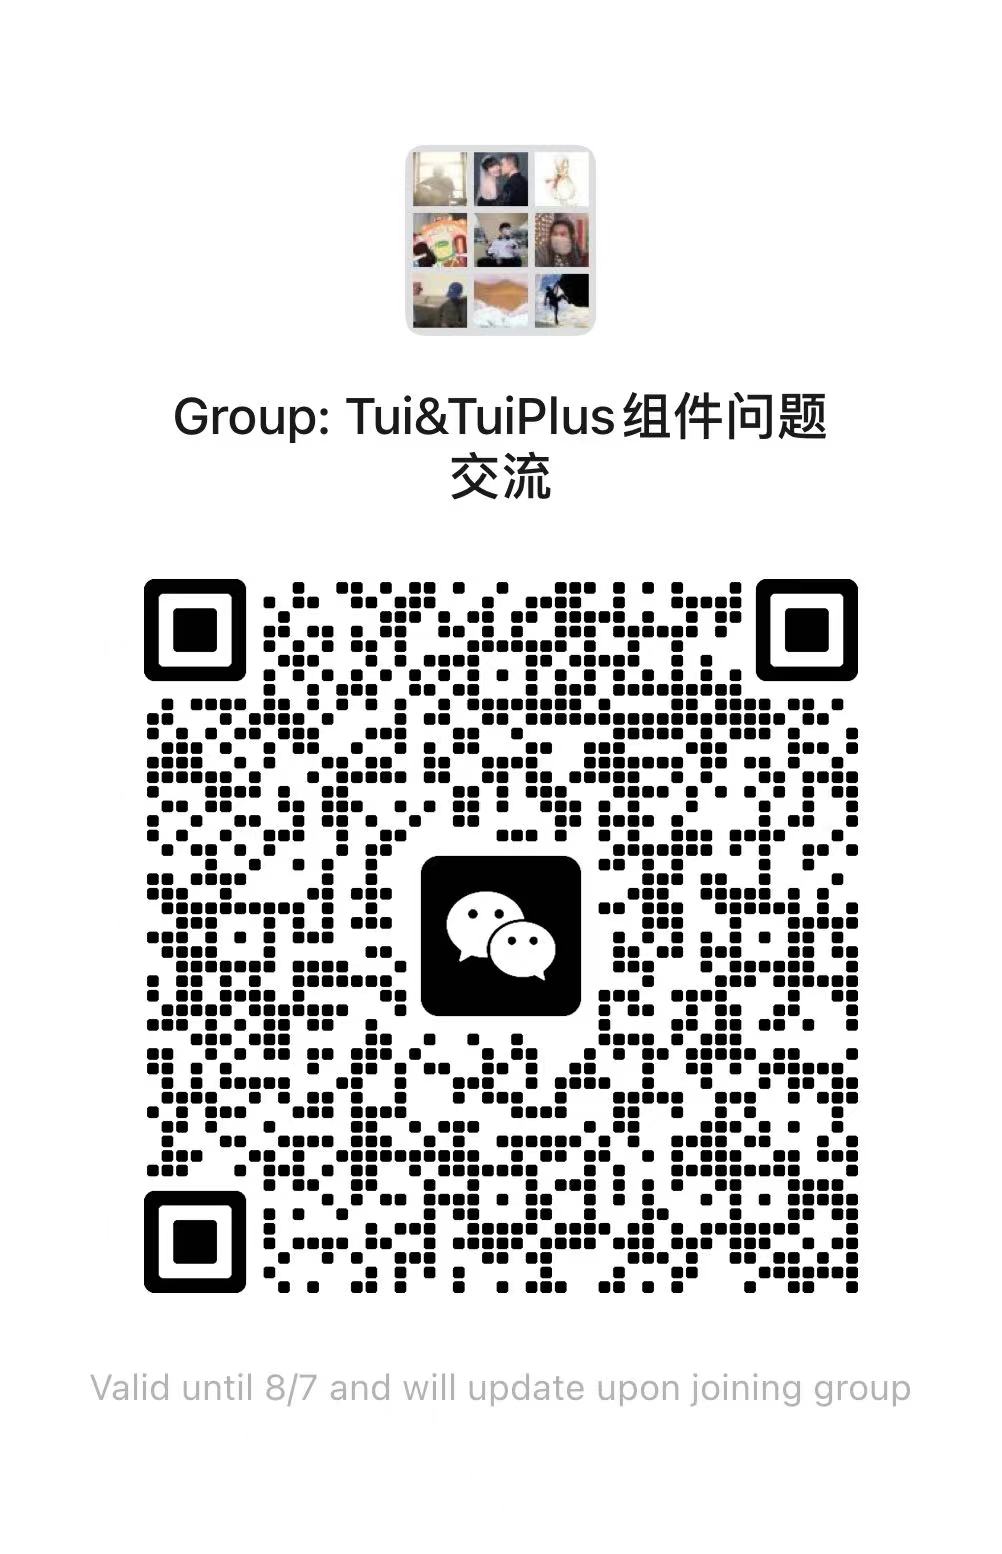 Group: Tui&TuiPlus组件问题
交流
Valid until 8/7 and will update upon joining group